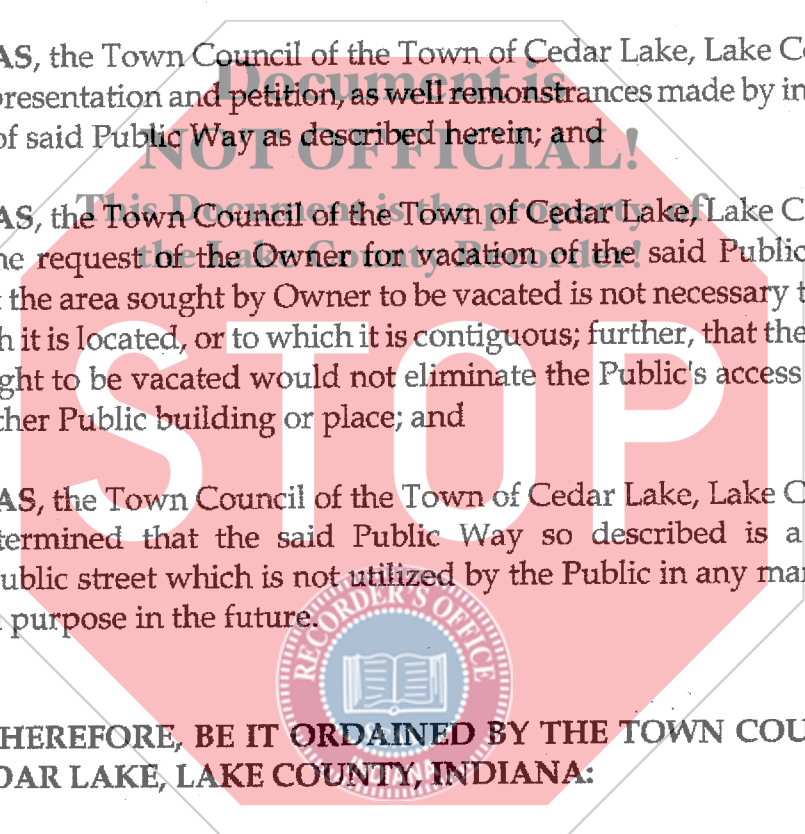 AS, the Town Council of the Town of Cedar Lake, Lake C
presentation and petition, as well remonstrances made by in
of said Public Way as described herein; and
AS, the Town Council of the Town of Cedar Lake, Lake C
he request of the Owner for vacation of the said Public
the area sought by Owner to be vacated is not necessary t
h it is located, or to which it is contiguous; further, that the
ght to be vacated would not eliminate the Public's access
ther Public building or place; and
AS, the Town Council of the Town of Cedar Lake, Lake C
termined that the said Public Way so described is a
ublic street which is not utilized by the Public in any ma
purpose in the future.
HEREFORE, BE IT ORDAINED BY THE TOWN COU
DAR LAKE, LAKE COUNTY, INDIANA:
Document is
NOT OFFICIAL!
This Document is the property of
the Lake County Recorder!
STOP
RECORDER'S OFFICE
INDIANA